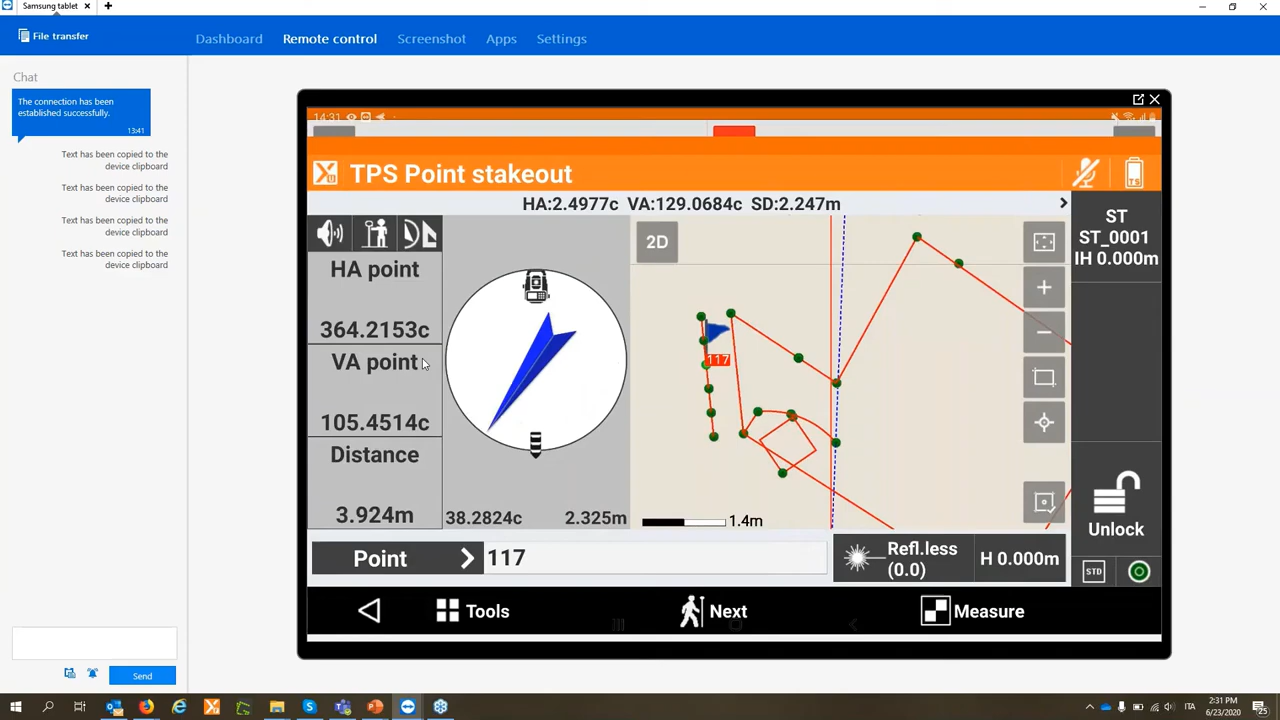 Samsung tablet
File transfer
Dashboard
Remote control
Screenshot
Apps
Settings
Chat
The connection has been
established successfully.
13:41
Text has been copied to the
device clipboard
Text has been copied to the
device clipboard
Text has been copied to the
device clipboard
Text has been copied to the
device clipboard
Send
14:31
TPS Point stakeout
TS
HA:2.4977c VA:129.0684c SD:2.247m
HA point
364.2153c
VA point
105.4514c
Distance
3.924m
38.2824c
2.325m
2D
117
1.4m
ST
ST_0001
IH 0.000m
Unlock
STD
Point
117
Refl.less
(0.0)
H 0.000m
Tools
Next
Measure
ITA
2:31 PM
6/23/2020
25